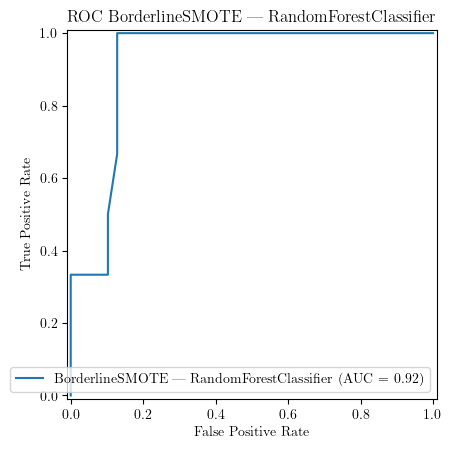 ROC BorderlineSMOTE — RandomForestClassifier
1.0
0.8
0.6
0.4
0.2
0.0
True Positive Rate
BorderlineSMOTE — RandomForestClassifier (AUC = 0.92)
0.0 0.2 0.4 0.6 0.8 1.0
False Positive Rate